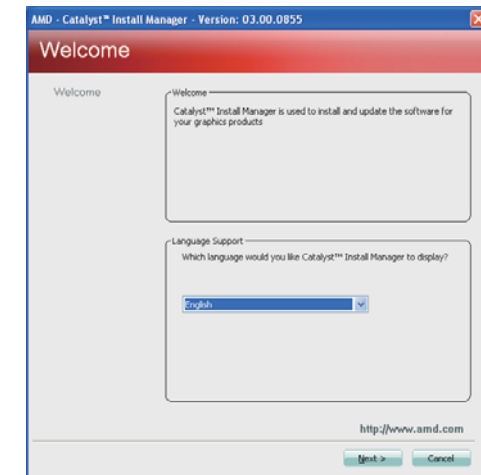 AMD - Catalyst™ Install Manager - Version: 03.00.0855
Welcome
Welcome
Welcome
Catalyst™ Install Manager is used to install and update the software for
your graphics products
Language Support
Which language would you like Catalyst™ Install Manager to display?
English
http://www.amd.com
Next >
Cancel